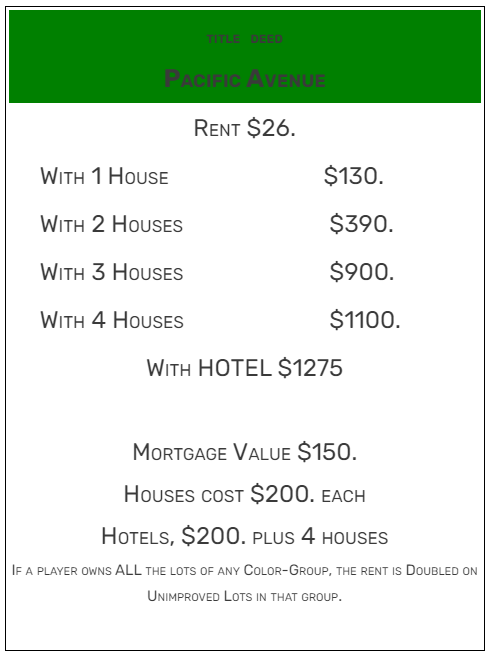 TITLE DEED
PACIFIC AVENUE
RENT $26.
WITH 1 HOUSE $130.
WITH 2 HOUSES $390.
WITH 3 HOUSES $900.
WITH 4 HOUSES $1100.
WITH HOTEL $1275
MORTGAGE VALUE $150.
HOUSES COST $200. EACH
HOTELS, $200. PLUS 4 HOUSES
IF A PLAYER OWNS ALL THE LOTS OF ANY COLOR-GROUP, THE RENT IS DOUBLED ON
UNIMPROVED LOTS IN THAT GROUP.